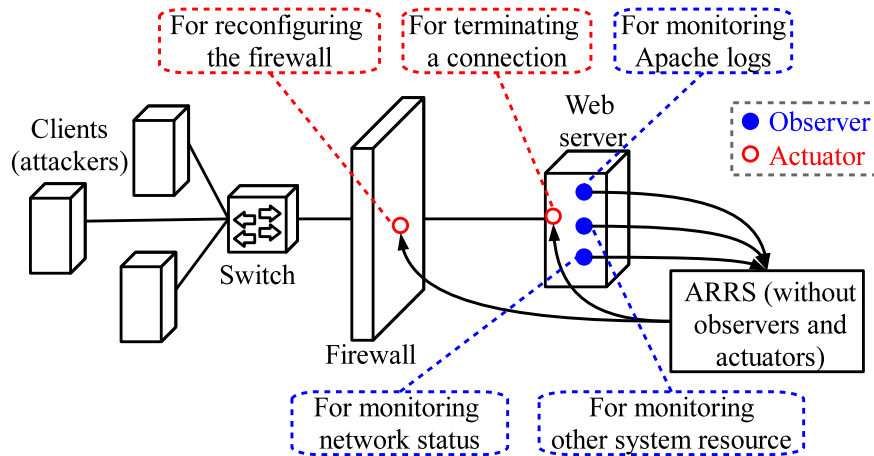 For reconfiguring
the firewall
For terminating
a connection
For monitoring
Apache logs
Clients
(attackers)
Web
server
Observer
Actuator
Switch
Firewall
ARRS (without
observers and
actuators)
For monitoring
network status
For monitoring
other system resource